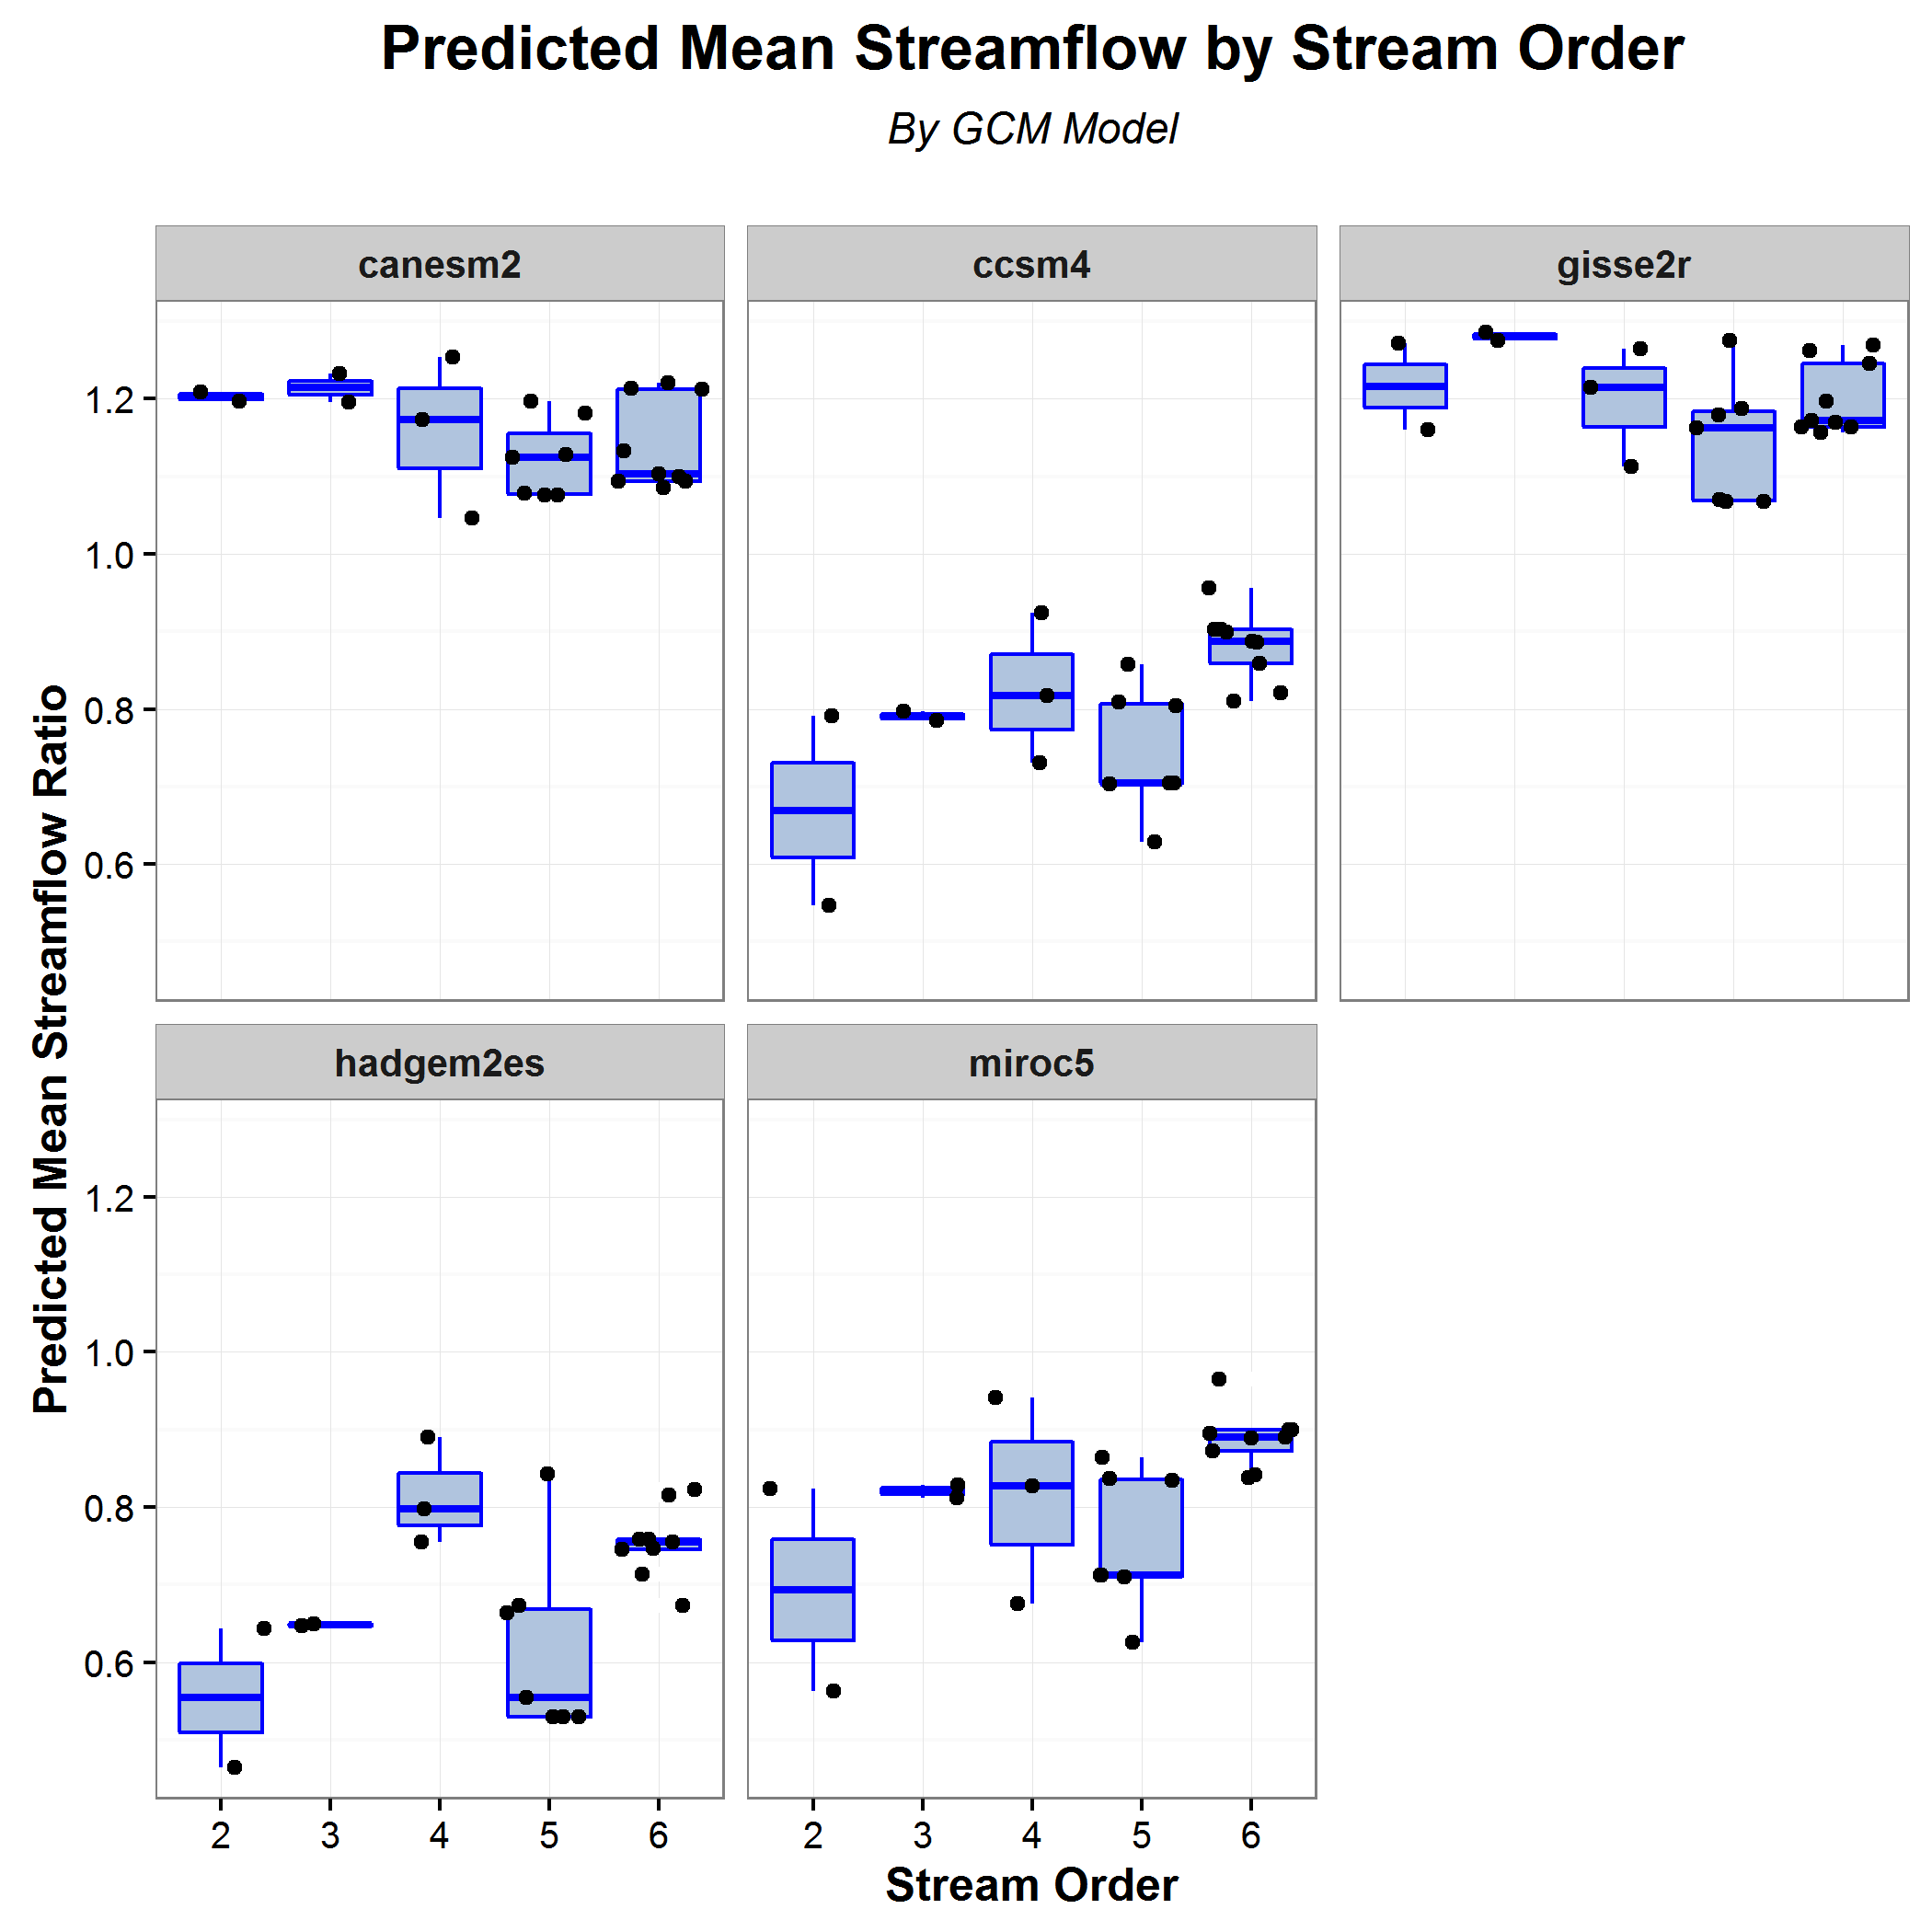 Predicted Mean Streamflow by Stream Order
By GCM Model
canesm2
ccsm4
gisse2r
1.2
1.0
0.8
0.6
Predicted Mean Streamflow Ratio
hadgem2es
miroc5
1.2
1.0
0.8
0.6
2 3 4 5 6
2 3 4 5 6
Stream Order